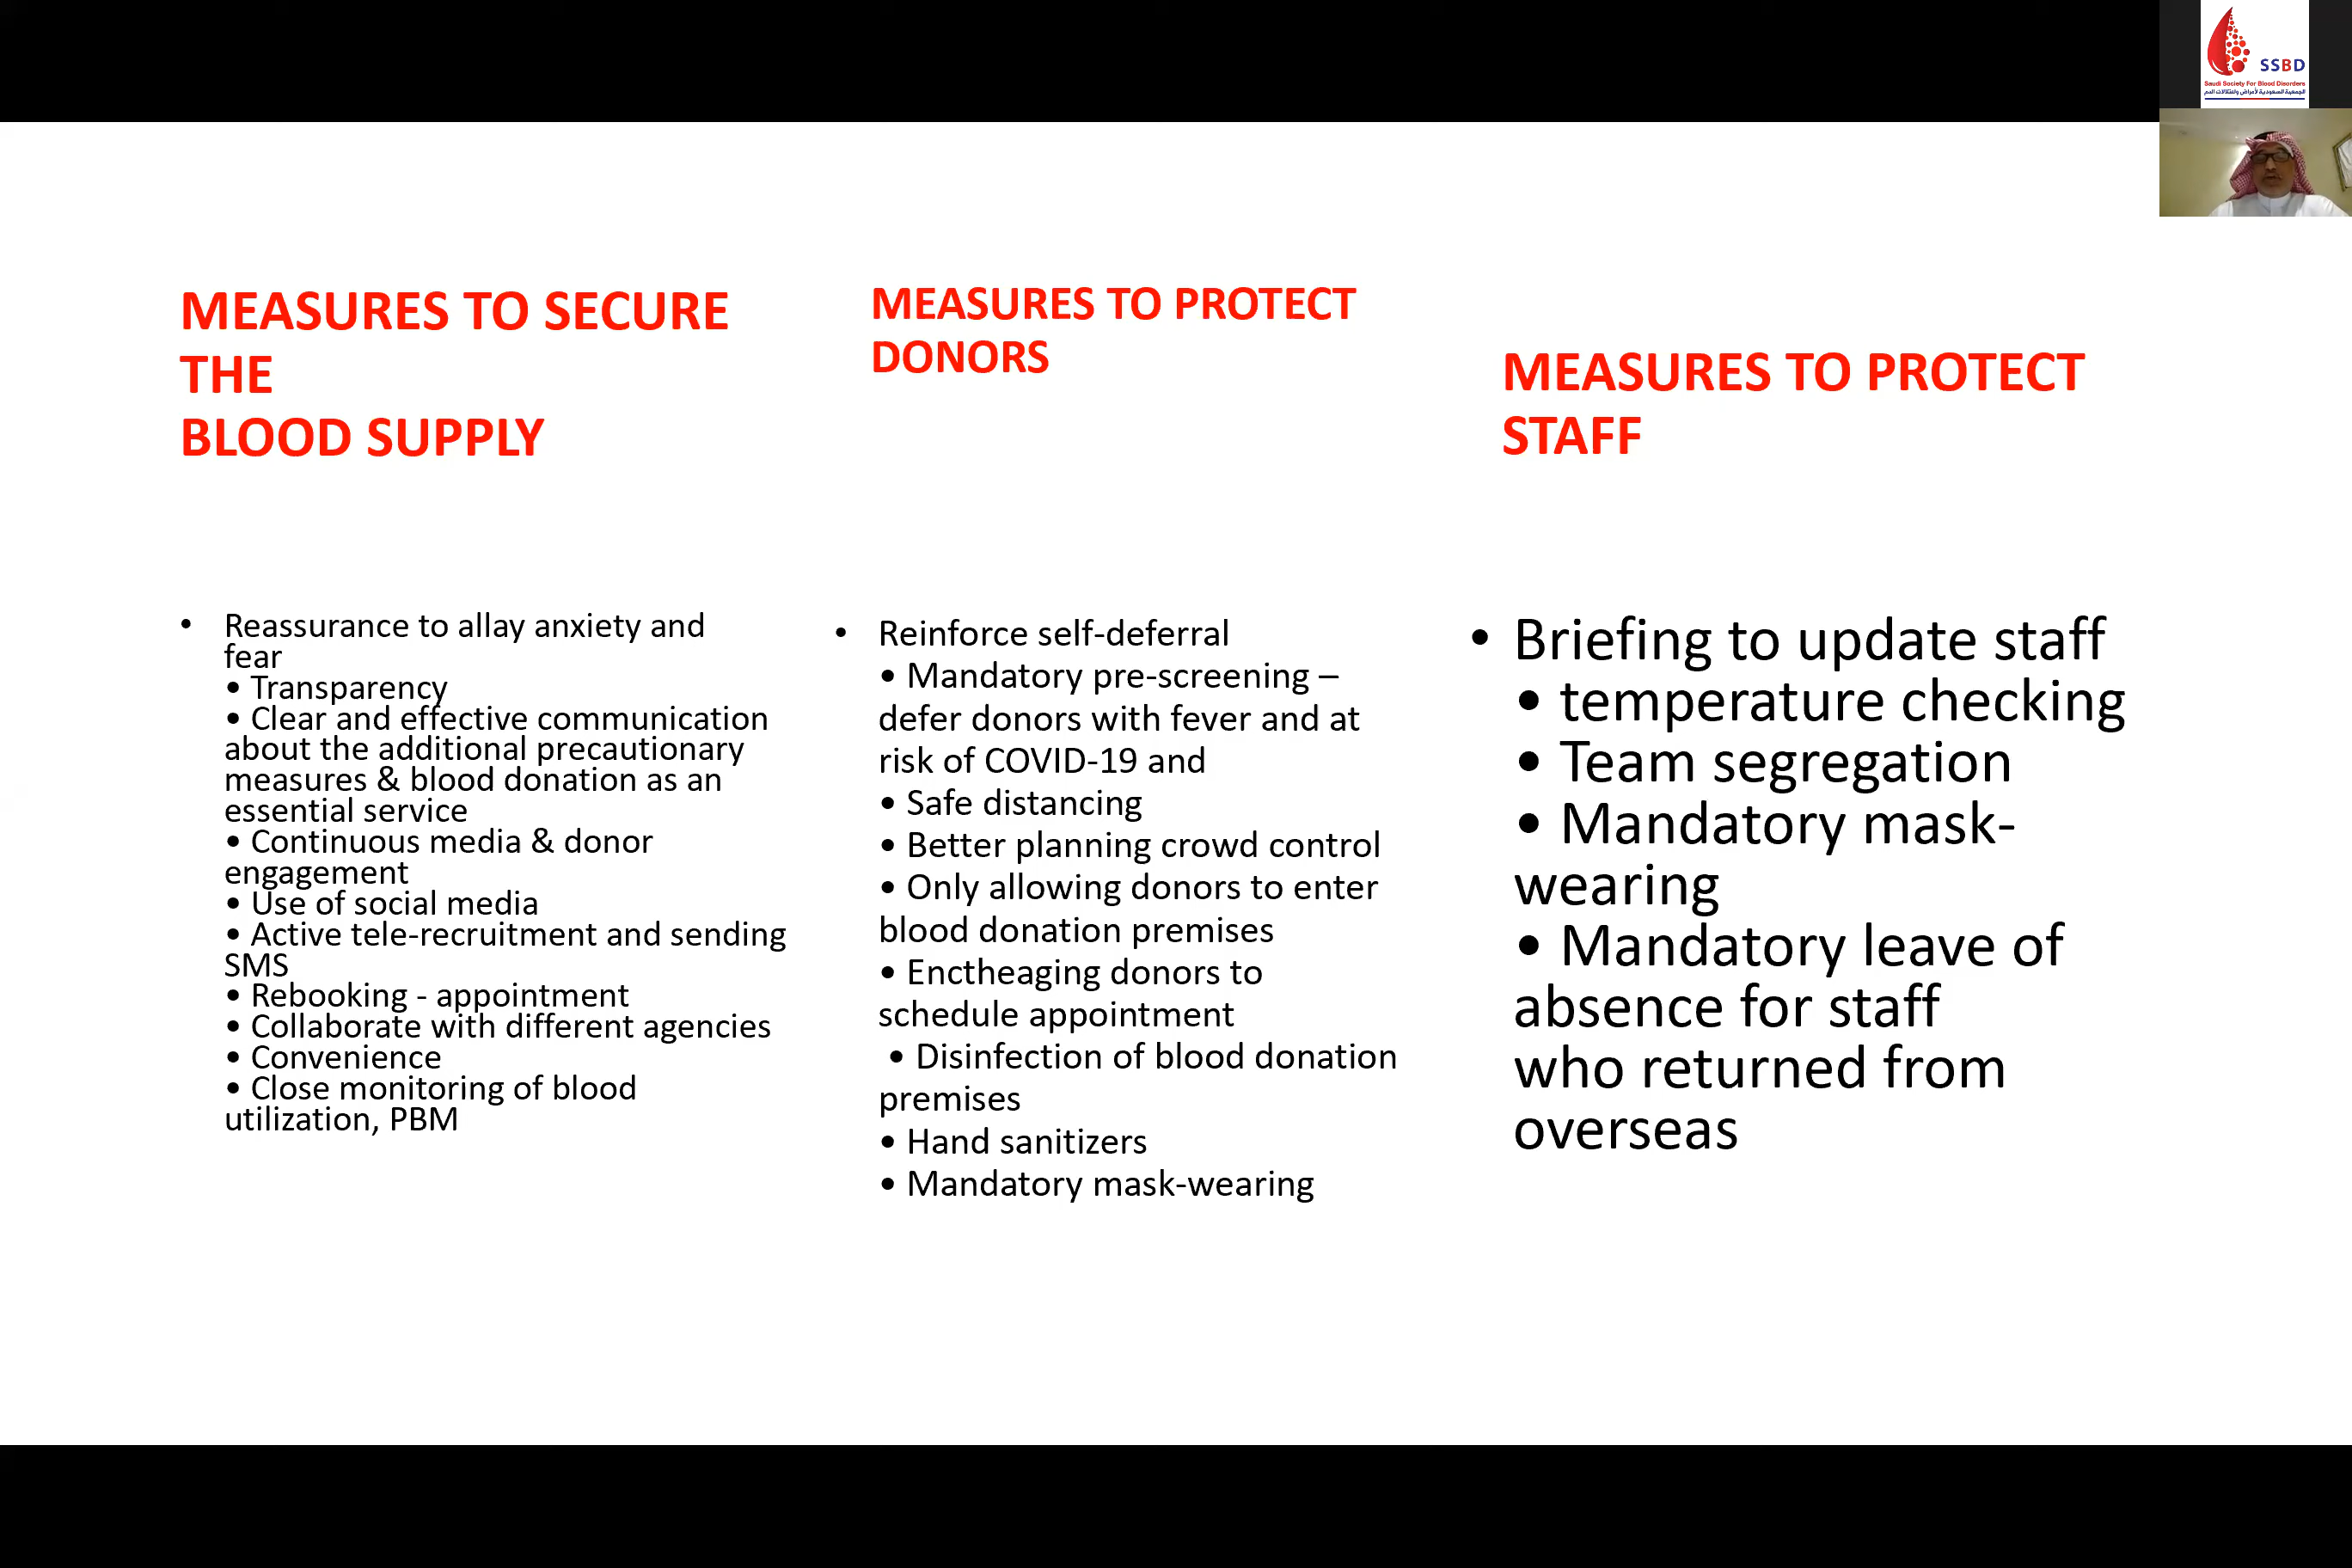 SSBD
Saudi Society For Blood Disorders
MEASURES TO SECURE
THE
BLOOD SUPPLY
• Reassurance to allay anxiety and
fear
• Transparency
• Clear and effective communication
about the additional precautionary
measures & blood donation as an
essential service
• Continuous media & donor
engagement
• Use of social media
• Active tele-recruitment and sending
SMS
• Rebooking - appointment
• Collaborate with different agencies
• Convenience
• Close monitoring of blood
utilization, PBM
MEASURES TO PROTECT
DONORS
• Reinforce self-deferral
• Mandatory pre-screening –
defer donors with fever and at
risk of COVID-19 and
• Safe distancing
• Better planning crowd control
• Only allowing donors to enter
blood donation premises
• Enctheaging donors to
schedule appointment
• Disinfection of blood donation
premises
• Hand sanitizers
• Mandatory mask-wearing
MEASURES TO PROTECT
STAFF
• Briefing to update staff
• temperature checking
• Team segregation
• Mandatory mask-
wearing
• Mandatory leave of
absence for staff
who returned from
overseas